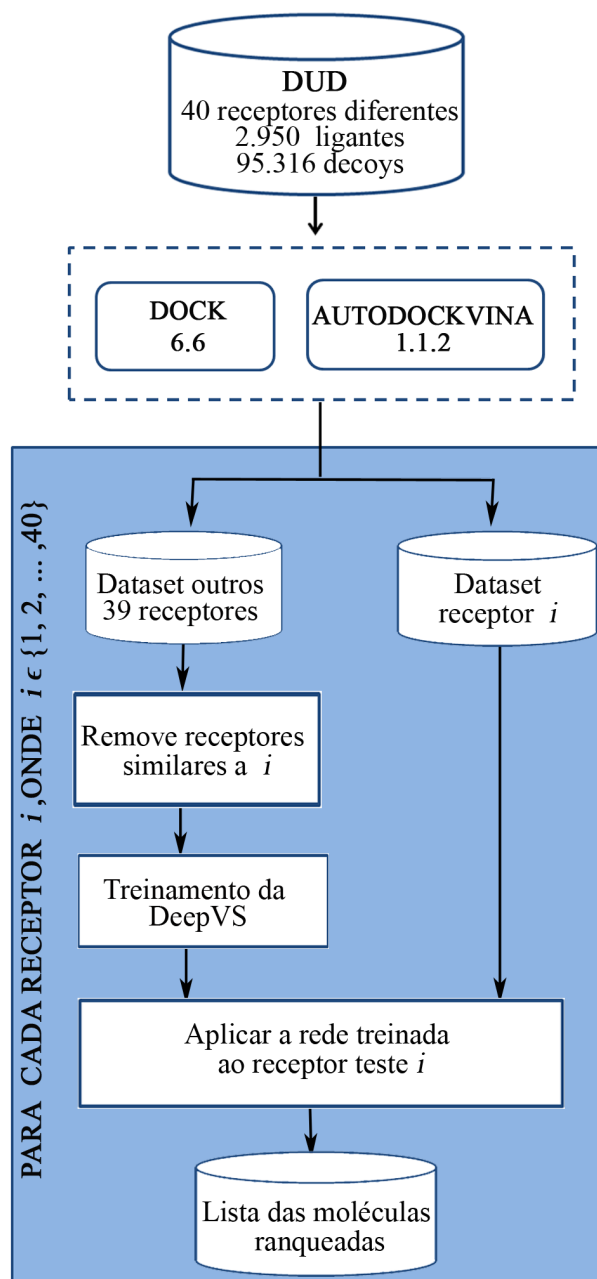 DUD
40 receptores diferentes
2.950 ligantes
95.316 decoys
DOCK
6.6
AUTODOCKVINA
1.1.2
PARA CADA RECEPTOR i ,ONDE i ϵ {1, 2, ... ,40}
Dataset outros
39 receptores
Dataset
receptor i
Remove receptores
similares a i
Treinamento da
DeepVS
Aplicar a rede treinada
ao receptor teste i
Lista das moléculas
ranqueadas